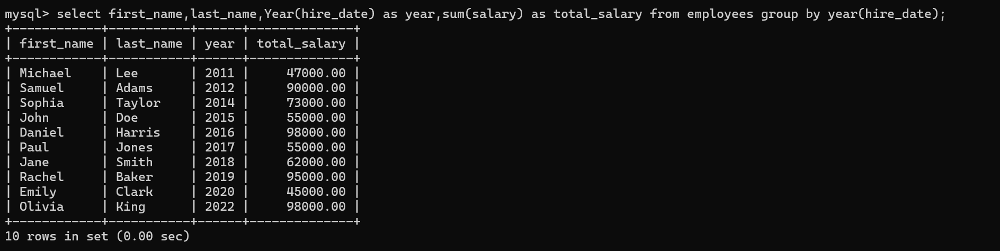 mysql> select first_name,last_name,Year(hire_date) as year,sum(salary) as total_salary from employees group by year(hire_date);
+------------+-----------+------+--------------+
| first_name | last_name | year | total_salary |
+------------+-----------+------+--------------+
| Michael    | Lee       | 2011 |     47000.00 |
| Samuel     | Adams     | 2012 |     90000.00 |
| Sophia     | Taylor    | 2014 |     73000.00 |
| John       | Doe       | 2015 |     55000.00 |
| Daniel     | Harris    | 2016 |     98000.00 |
| Paul       | Jones     | 2017 |     55000.00 |
| Jane       | Smith     | 2018 |     62000.00 |
| Rachel     | Baker     | 2019 |     95000.00 |
| Emily      | Clark     | 2020 |     45000.00 |
| Olivia     | King      | 2022 |     98000.00 |
+------------+-----------+------+--------------+
10 rows in set (0.00 sec)